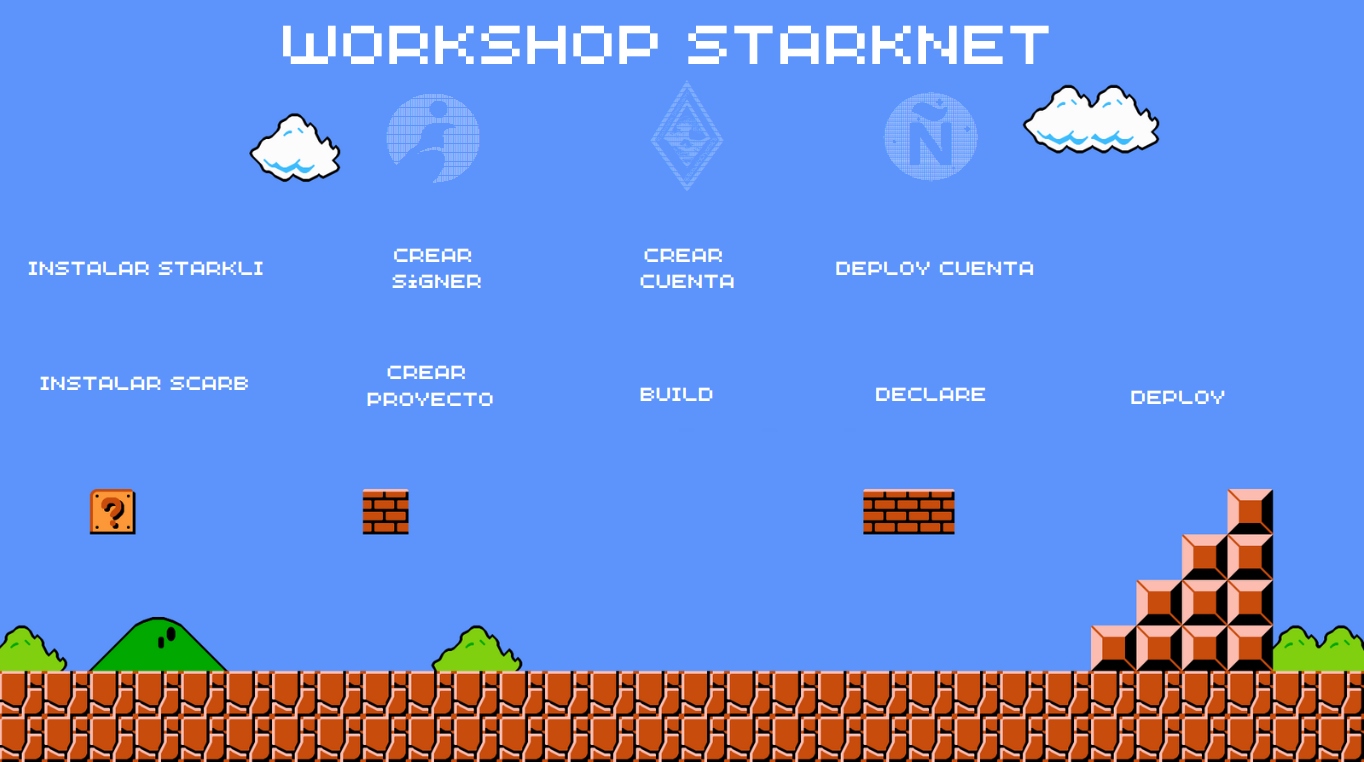 WORKSHOP STARKNET
Ñ
INSTALAR STARKLI
CREAR
SiGNER
CREAR
CUENTA
DEPLOY CUENTA
INSTALAR SCARB
CREAR
PROYECTO
BUILD
DECLARE
DEPLOY
?